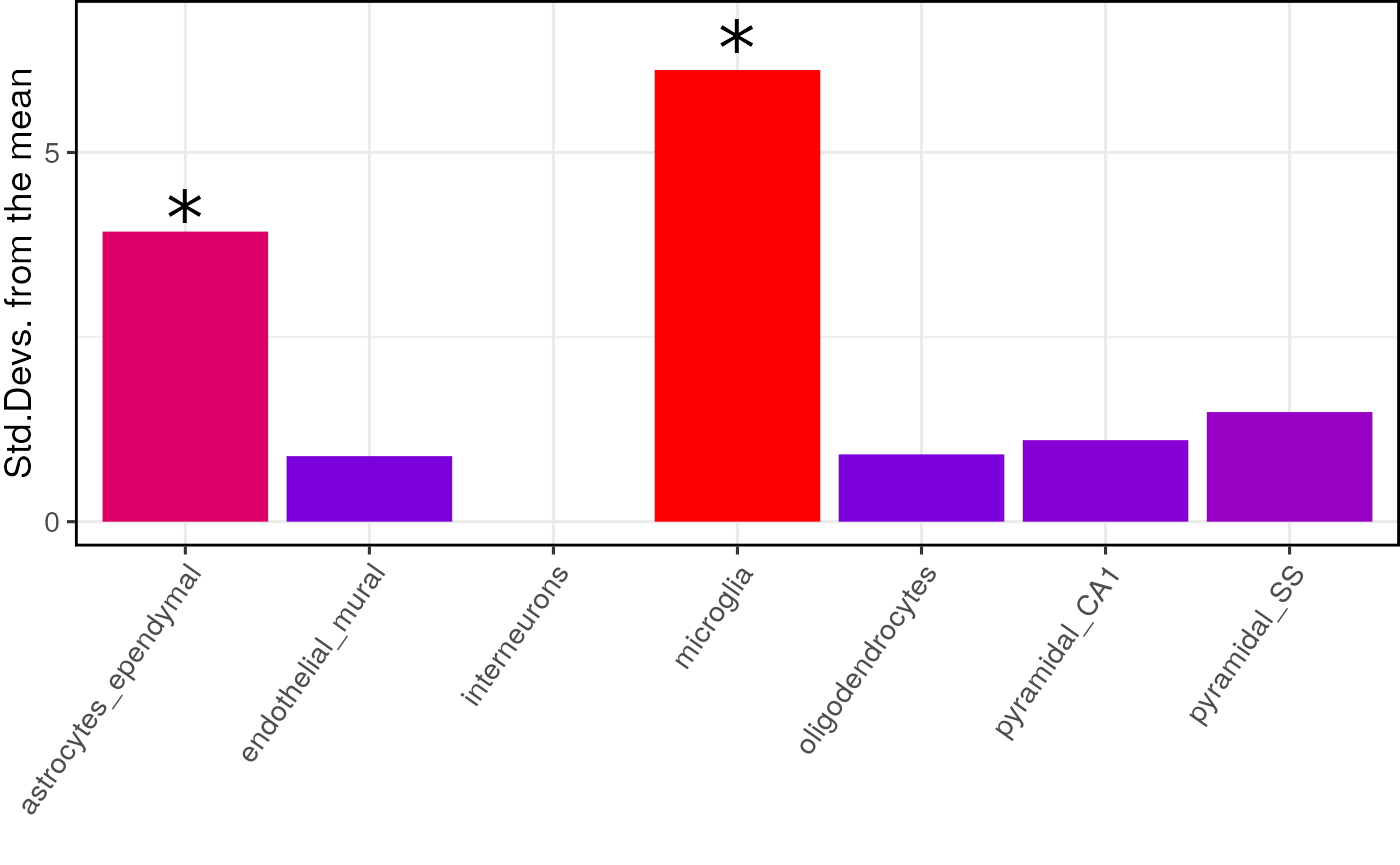 Std.Devs. from the mean
*
*
5
0
astrocytes_ependymal
endothelial_mural
interneurons
microglia
oligodendrocytes
pyramidal_CA1
pyramidal_SS